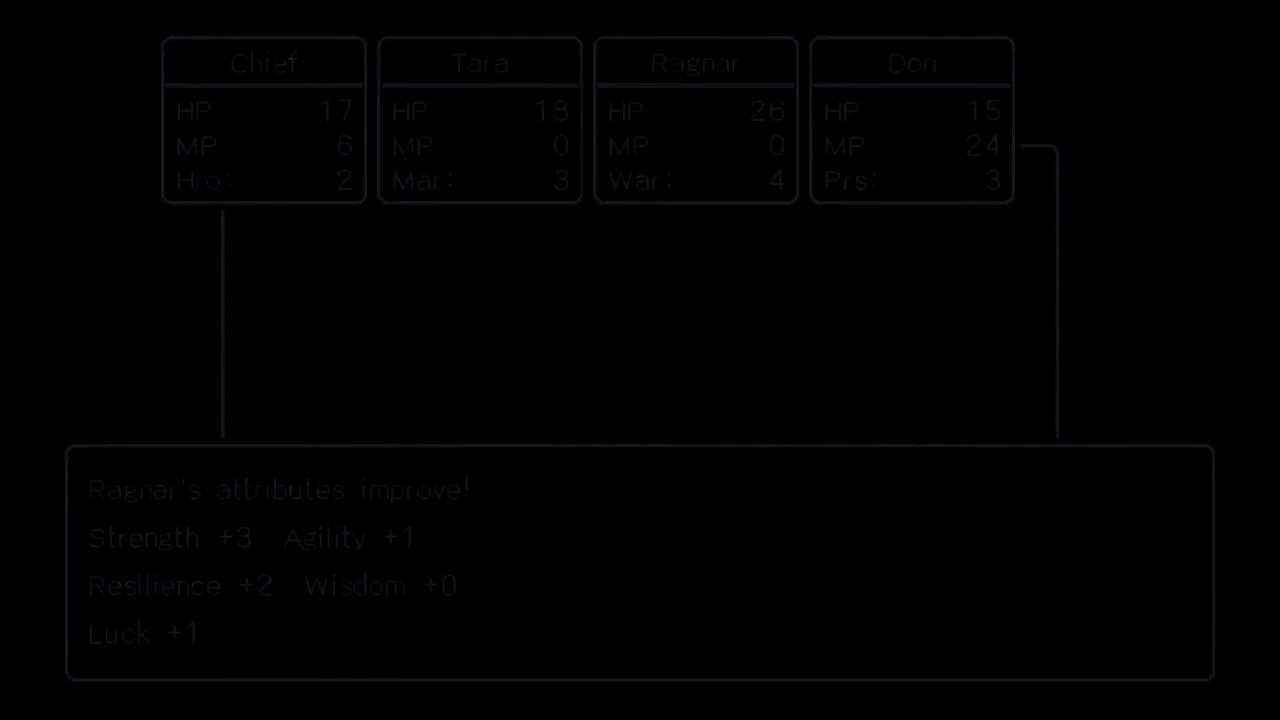 Chief Tara Ragnar Don
HP 17 HP 18 HP 26 HP 15
MP 6 MP 0 MP 0 MP 24
Hro: 2 Mar: 3 War: 4 Prs: 3
Ragnar's attributes improve!
Strength +3 Agility +1
Resilience +2 Wisdom +0
Luck +1